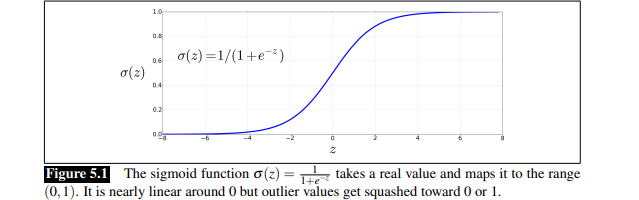 1.0
0.8
σ(z)=1/(1+e⁻ᶻ)
0.6
σ(z)
0.4
0.2
0.0
−8 −6 −4 −2 0 2 4 6 8
z
Figure 5.1 The sigmoid function σ(z) = 1/(1+e⁻ᶻ) takes a real value and maps it to the range
(0,1). It is nearly linear around 0 but outlier values get squashed toward 0 or 1.